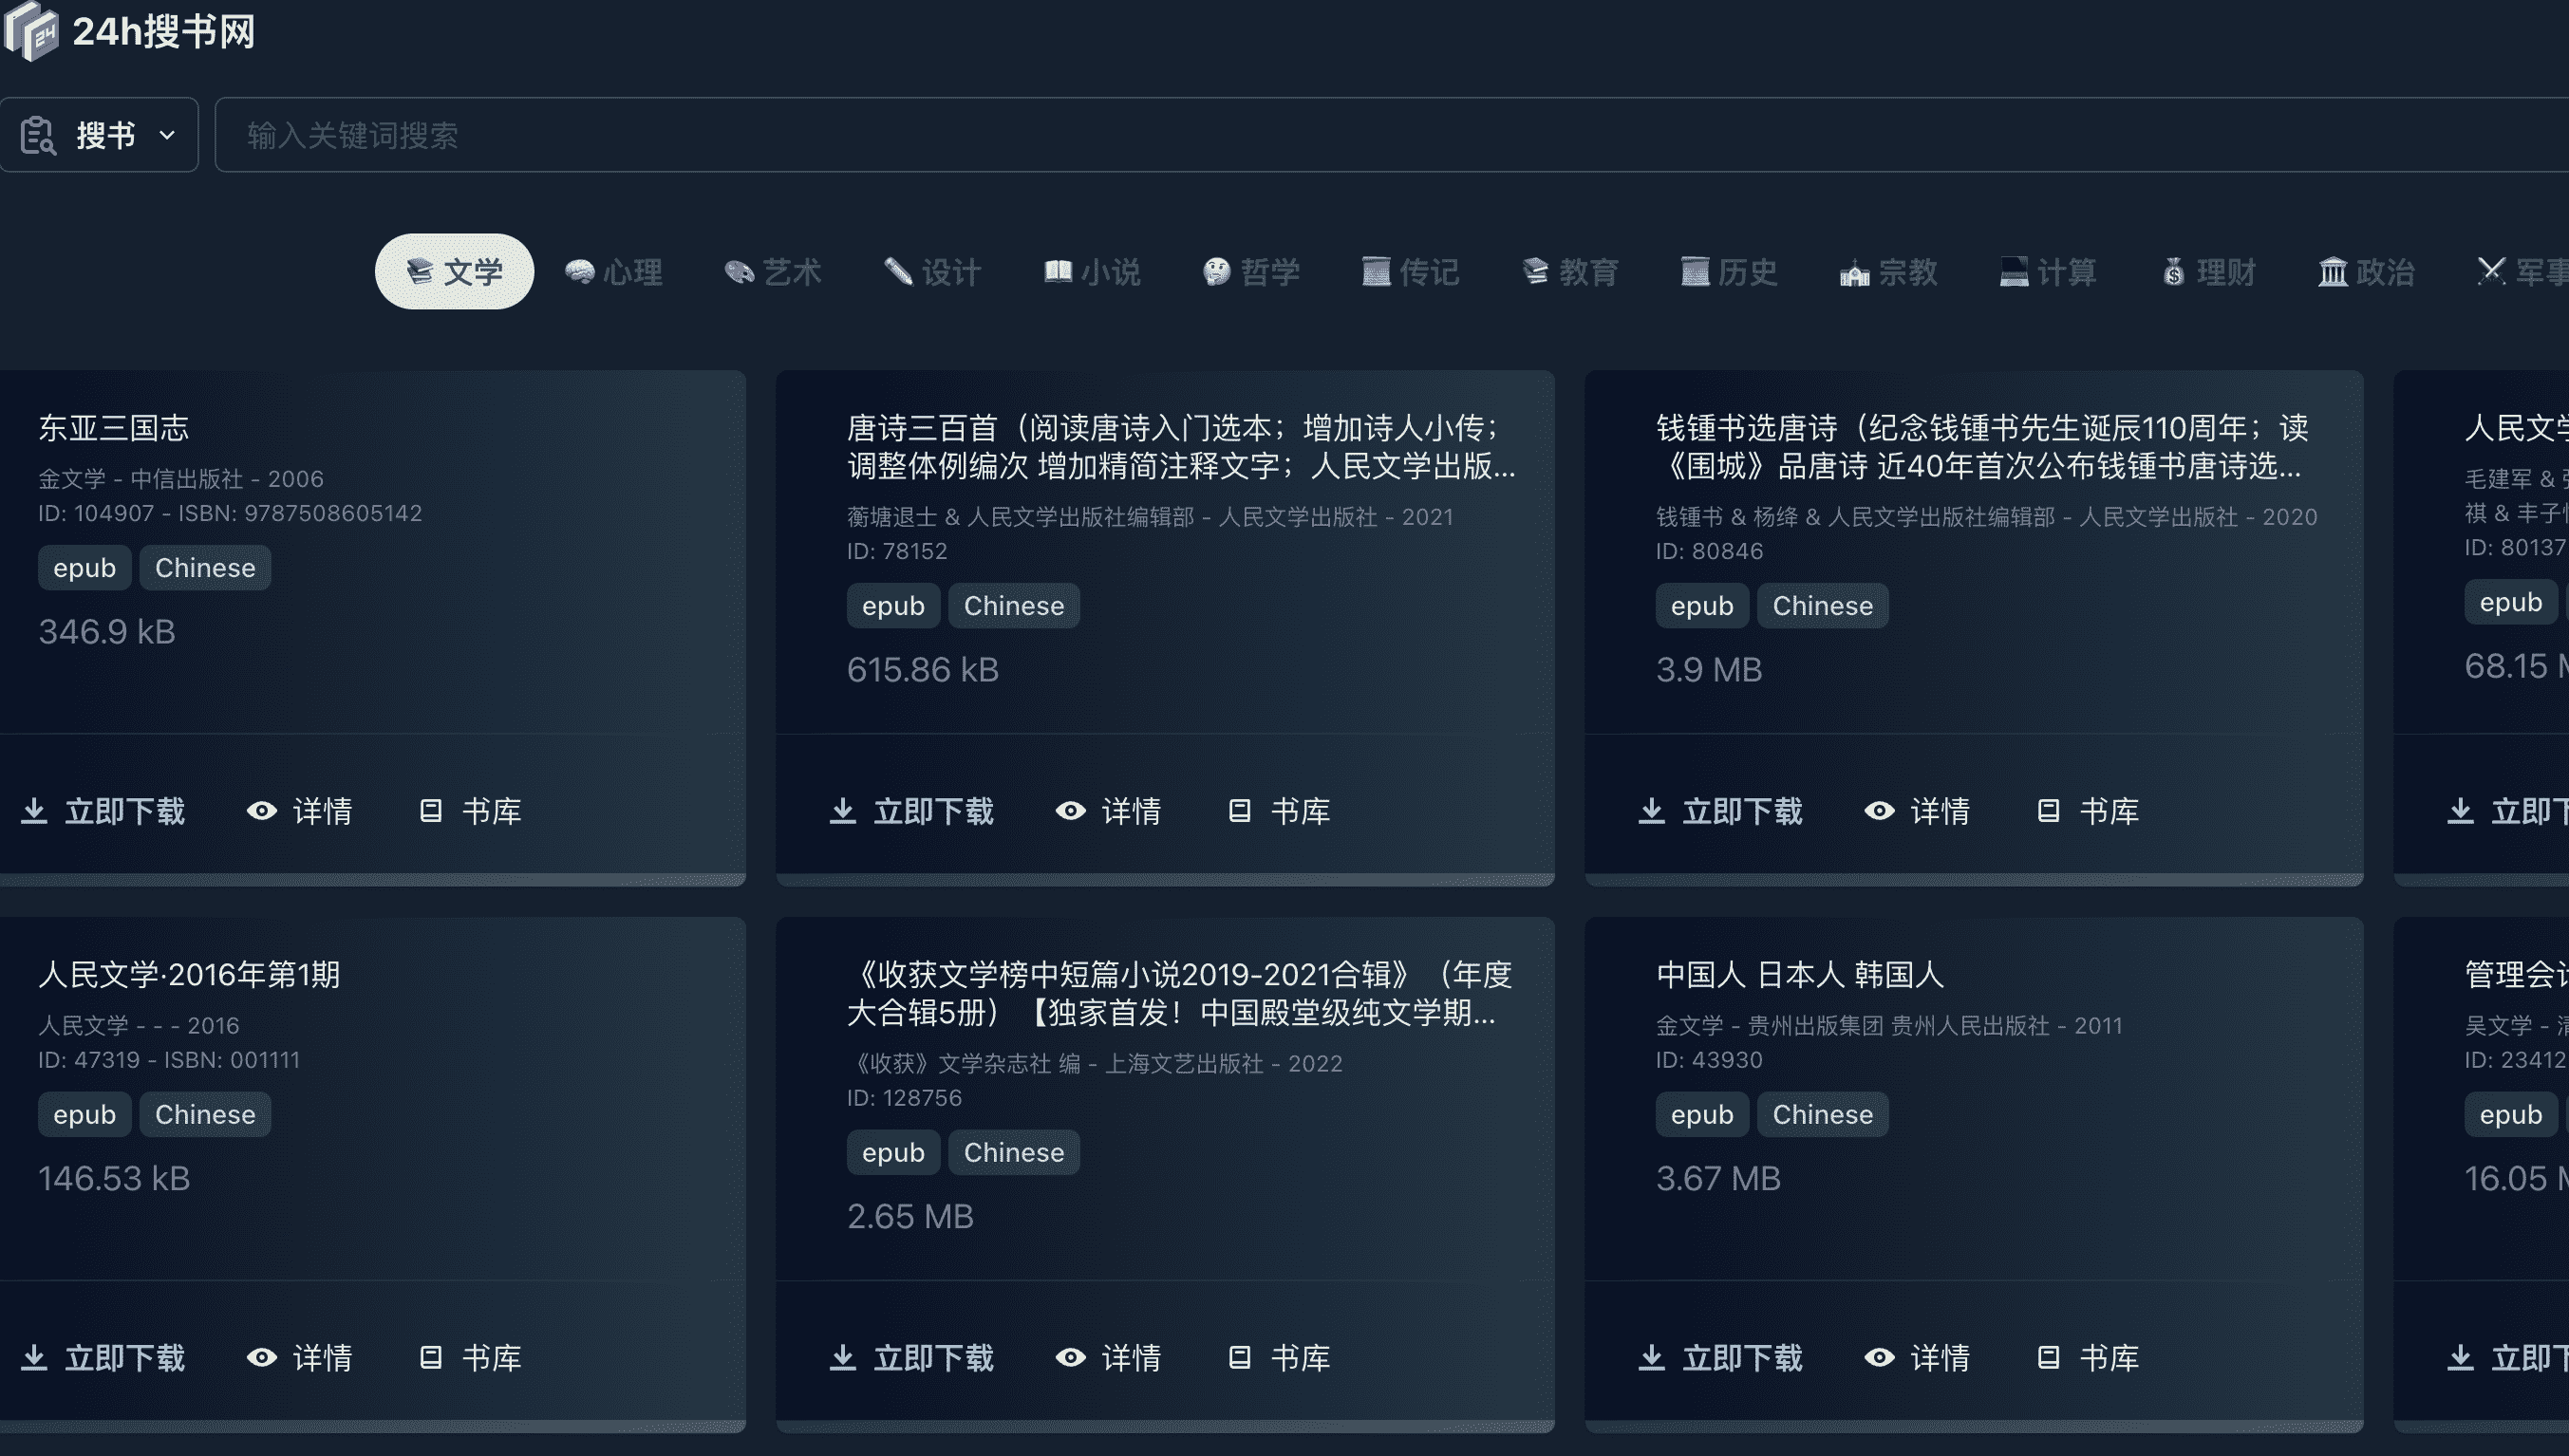 24h搜书网
搜书
输入关键词搜索
文学 心理 艺术 设计 小说 哲学 传记 教育 历史 宗教 计算 理财 政治 军事
东亚三国志
金文学 - 中信出版社 - 2006
ID: 104907 - ISBN: 9787508605142
epub Chinese
346.9 kB
立即下载 详情 书库
唐诗三百首（阅读唐诗入门选本；增加诗人小传；
调整体例编次 增加精简注释文字；人民文学出版...
蘅塘退士 & 人民文学出版社编辑部 - 人民文学出版社 - 2021
ID: 78152
epub Chinese
615.86 kB
立即下载 详情 书库
钱锺书选唐诗（纪念钱锺书先生诞辰110周年；读
《围城》品唐诗 近40年首次公布钱锺书唐诗选...
钱锺书 & 杨绛 & 人民文学出版社编辑部 - 人民文学出版社 - 2020
ID: 80846
epub Chinese
3.9 MB
立即下载 详情 书库
人民文学
毛建军 &
祺 & 丰子
ID: 80137
epub
68.15
立即下
人民文学·2016年第1期
人民文学 - - - 2016
ID: 47319 - ISBN: 001111
epub Chinese
146.53 kB
立即下载 详情 书库
《收获文学榜中短篇小说2019-2021合辑》（年度
大合辑5册）【独家首发！中国殿堂级纯文学期...
《收获》文学杂志社 编 - 上海文艺出版社 - 2022
ID: 128756
epub Chinese
2.65 MB
立即下载 详情 书库
中国人 日本人 韩国人
金文学 - 贵州出版集团 贵州人民出版社 - 2011
ID: 43930
epub Chinese
3.67 MB
立即下载 详情 书库
管理会计
吴文学 - 清
ID: 23412
epub
16.05
立即下